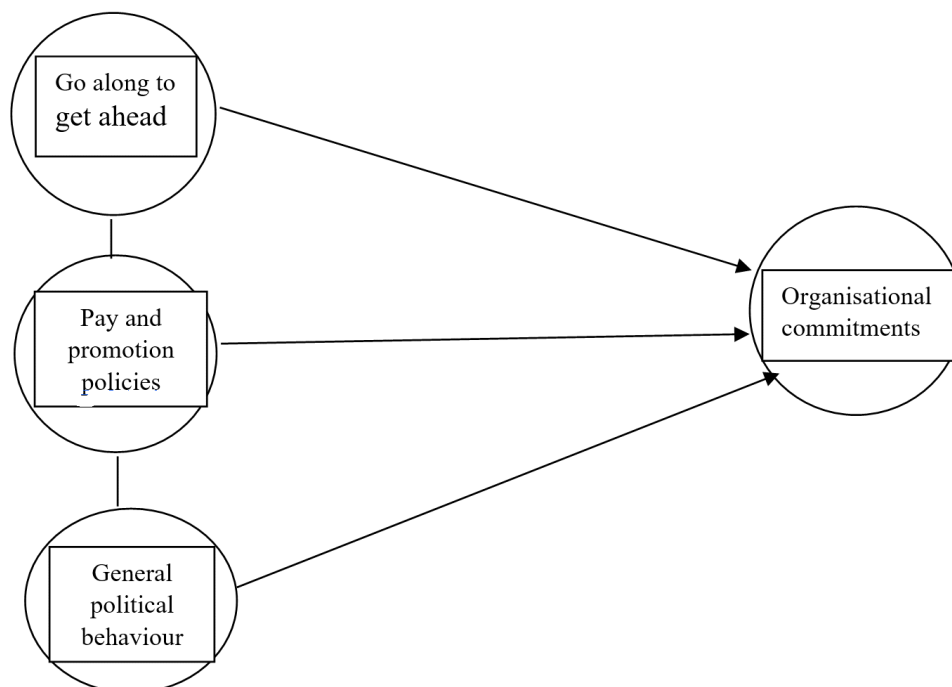 Go along to
get ahead
Pay and
promotion
policies
General
political
behaviour
Organisational
commitments